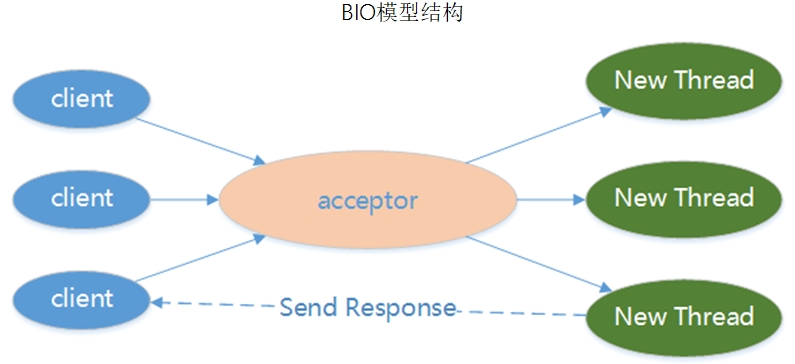 BIO模型结构
client
New Thread
client
acceptor
New Thread
client
Send Response
New Thread